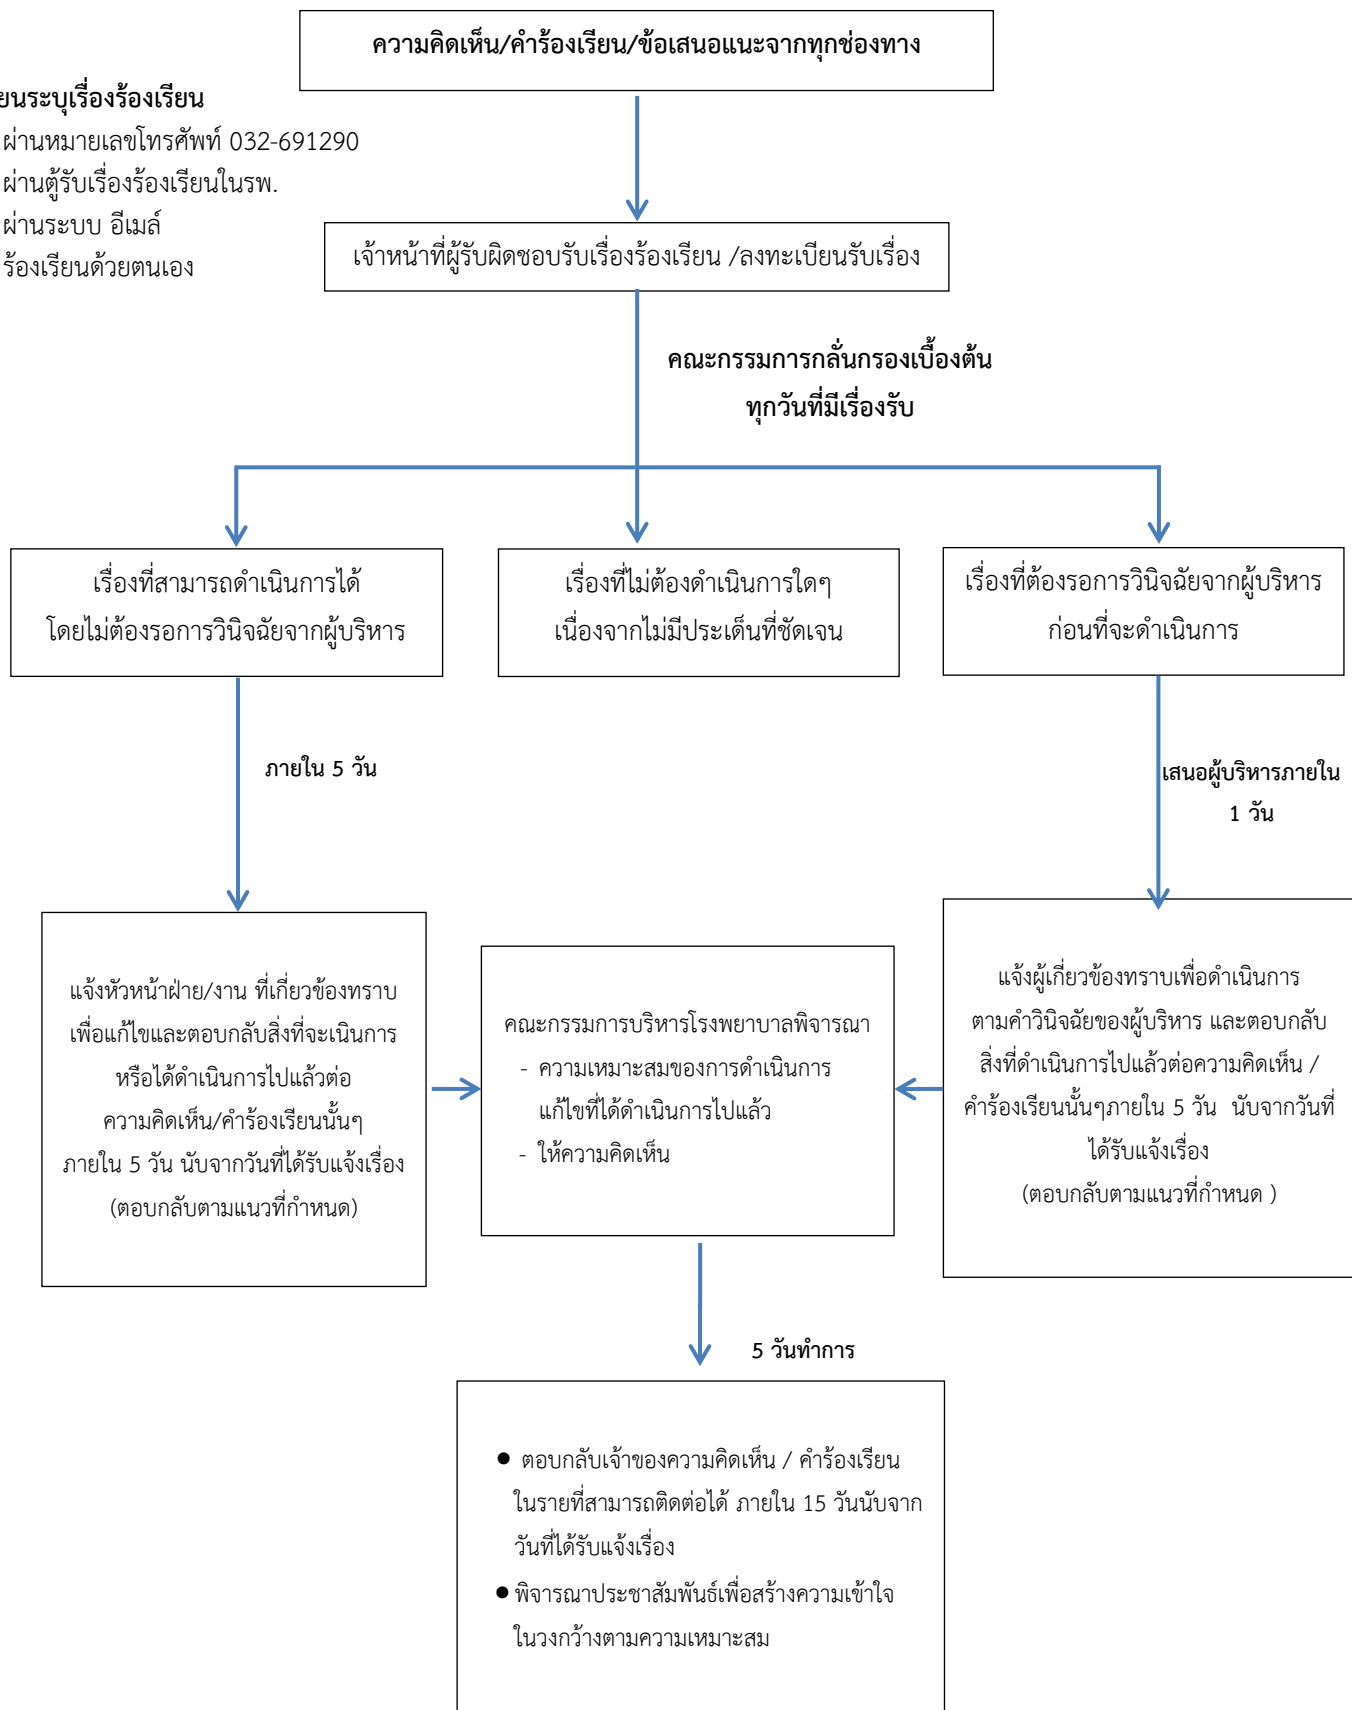 ความคิดเห็น/คำร้องเรียน/ข้อเสนอแนะจากทุกช่องทาง
ยนระบุเรื่องร้องเรียน
ผ่านหมายเลขโทรศัพท์ 032-691290
ผ่านตู้รับเรื่องร้องเรียนในรพ.
ผ่านระบบ อีเมล์
ร้องเรียนด้วยตนเอง
เจ้าหน้าที่ผู้รับผิดชอบรับเรื่องร้องเรียน /ลงทะเบียนรับเรื่อง
คณะกรรมการกลั่นกรองเบื้องต้น
ทุกวันที่มีเรื่องรับ
เรื่องที่สามารถดำเนินการได้
โดยไม่ต้องรอการวินิจฉัยจากผู้บริหาร
เรื่องที่ไม่ต้องดำเนินการใดๆ
เนื่องจากไม่มีประเด็นที่ชัดเจน
เรื่องที่ต้องรอการวินิจฉัยจากผู้บริหาร
ก่อนที่จะดำเนินการ
ภายใน 5 วัน
เสนอผู้บริหารภายใน
1 วัน
แจ้งหัวหน้าฝ่าย/งาน ที่เกี่ยวข้องทราบ
เพื่อแก้ไขและตอบกลับสิ่งที่จะเนินการ
หรือได้ดำเนินการไปแล้วต่อ
ความคิดเห็น/คำร้องเรียนนั้นๆ
ภายใน 5 วัน นับจากวันที่ได้รับแจ้งเรื่อง
(ตอบกลับตามแนวที่กำหนด)
คณะกรรมการบริหารโรงพยาบาลพิจารณา
- ความเหมาะสมของการดำเนินการ
แก้ไขที่ได้ดำเนินการไปแล้ว
- ให้ความคิดเห็น
แจ้งผู้เกี่ยวข้องทราบเพื่อดำเนินการ
ตามคำวินิจฉัยของผู้บริหาร และตอบกลับ
สิ่งที่ดำเนินการไปแล้วต่อความคิดเห็น /
คำร้องเรียนนั้นๆภายใน 5 วัน นับจากวันที่
ได้รับแจ้งเรื่อง
(ตอบกลับตามแนวที่กำหนด )
5 วันทำการ
● ตอบกลับเจ้าของความคิดเห็น / คำร้องเรียน
ในรายที่สามารถติดต่อได้ ภายใน 15 วันนับจาก
วันที่ได้รับแจ้งเรื่อง
● พิจารณาประชาสัมพันธ์เพื่อสร้างความเข้าใจ
ในวงกว้างตามความเหมาะสม